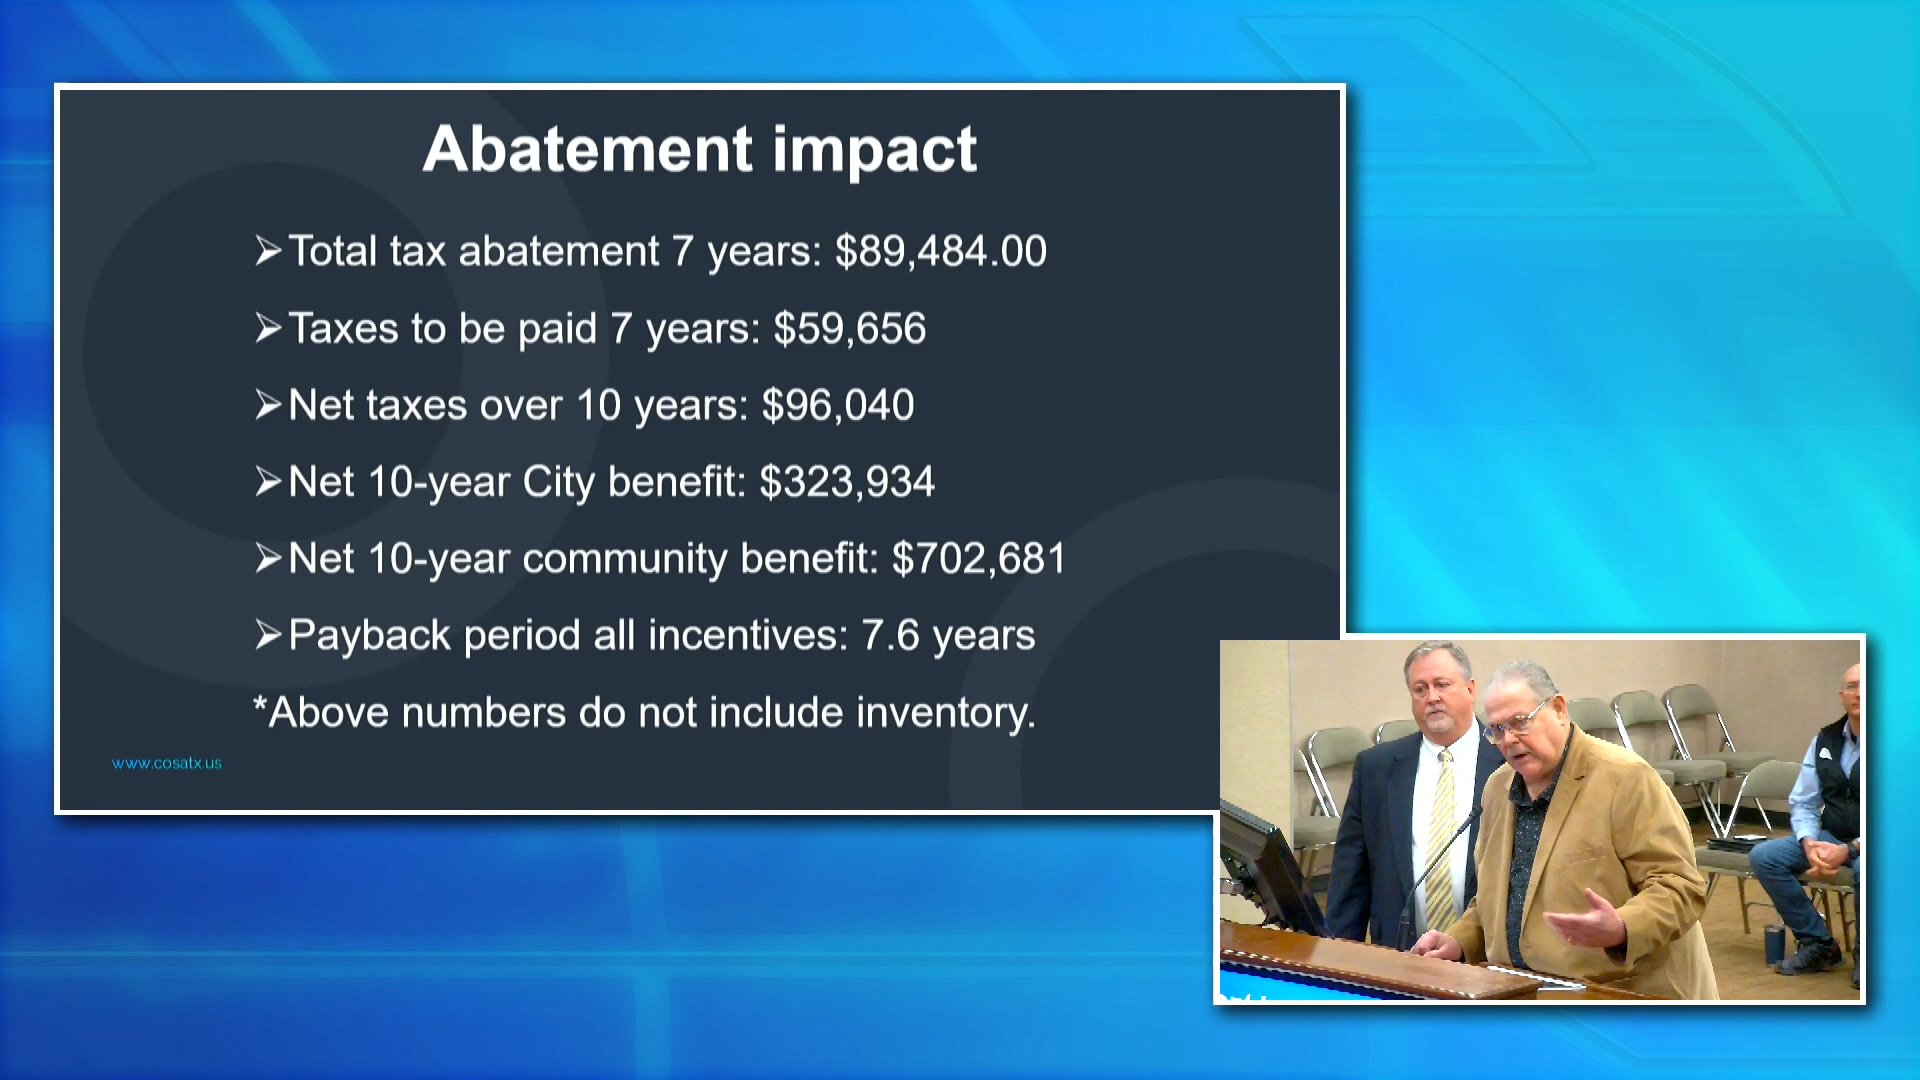 Abatement impact
➢Total tax abatement 7 years: $89,484.00
➢Taxes to be paid 7 years: $59,656
➢Net taxes over 10 years: $96,040
➢Net 10-year City benefit: $323,934
➢Net 10-year community benefit: $702,681
➢Payback period all incentives: 7.6 years
*Above numbers do not include inventory.
www.cosatx.us